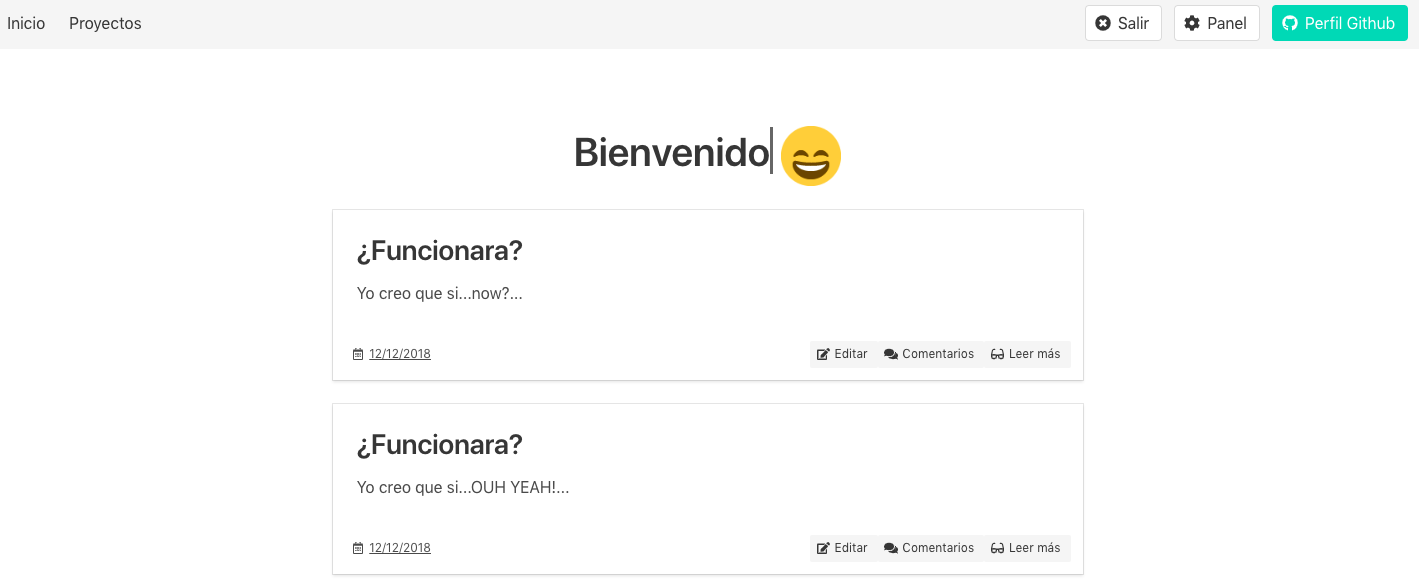 Inicio Proyectos Salir Panel Perfil Github
Bienvenido
¿Funcionara?
Yo creo que si...now?...
12/12/2018 Editar Comentarios Leer más
¿Funcionara?
Yo creo que si...OUH YEAH!...
12/12/2018 Editar Comentarios Leer más